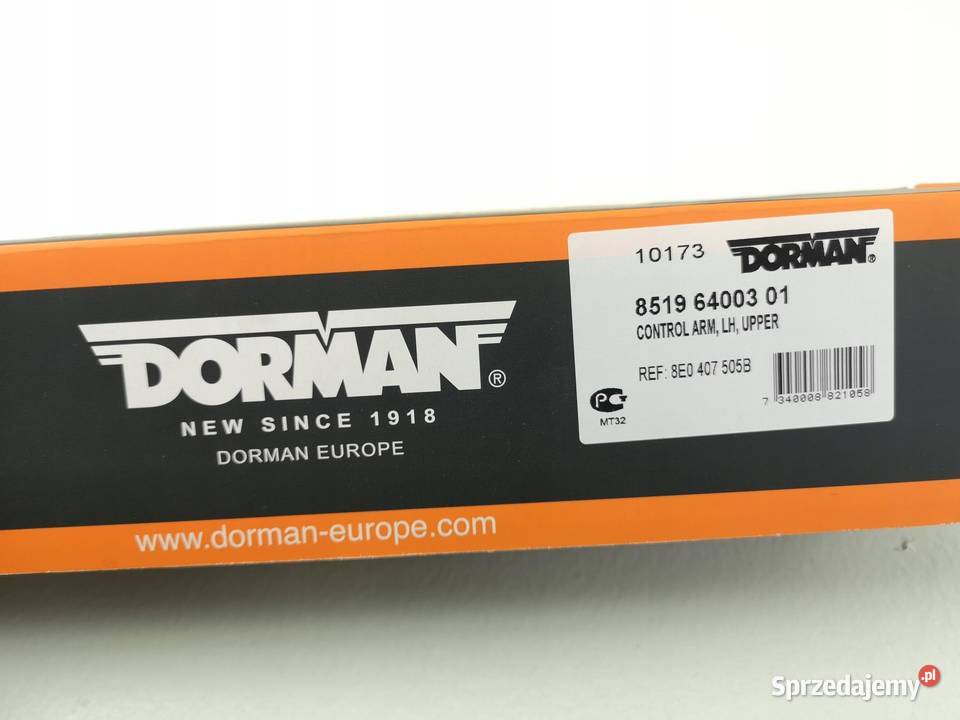 DORMAN®
NEW SINCE 1918
DORMAN EUROPE
www.dorman-europe.com
10173 DORMAN®
8519 64003 01
CONTROL ARM, LH, UPPER
REF: 8E0 407 505B
7 340008 821058
PCT
MT32
Sprzedajemy.pl